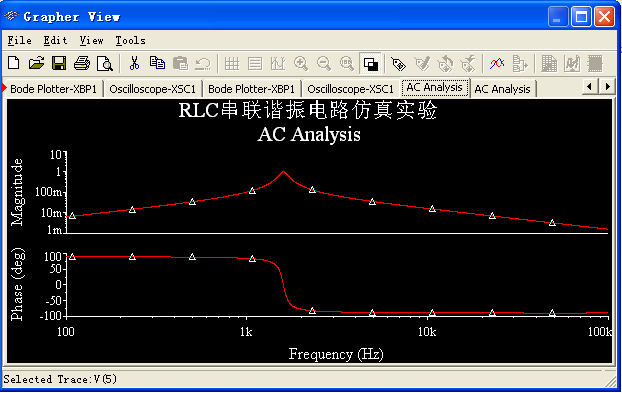 Grapher View
File Edit View Tools
Bode Plotter-XBP1 Oscilloscope-XSC1 Bode Plotter-XBP1 Oscilloscope-XSC1 AC Analysis AC Analysis
RLC串联谐振电路仿真实验
AC Analysis
Magnitude
10
1
100m
10m
1m
Phase (deg)
100
50
0
-50
-100
100 1k 10k 100k
Frequency (Hz)
Selected Trace:V(5)